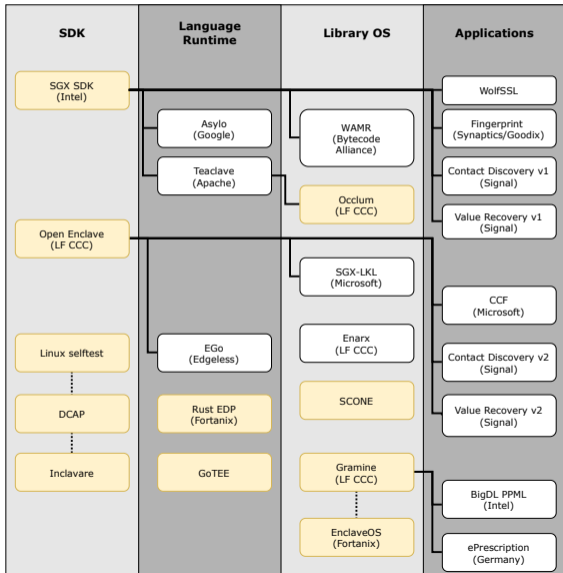 SDK
Language
Runtime
Library OS
Applications
SGX SDK
(Intel)
Open Enclave
(LF CCC)
Linux selftest
DCAP
Inclavare
Asylo
(Google)
Teaclave
(Apache)
EGo
(Edgeless)
Rust EDP
(Fortanix)
GoTEE
WAMR
(Bytecode
Alliance)
Occlum
(LF CCC)
SGX-LKL
(Microsoft)
Enarx
(LF CCC)
SCONE
Gramine
(LF CCC)
EnclaveOS
(Fortanix)
WolfSSL
Fingerprint
(Synaptics/Goodix)
Contact Discovery v1
(Signal)
Value Recovery v1
(Signal)
CCF
(Microsoft)
Contact Discovery v2
(Signal)
Value Recovery v2
(Signal)
BigDL PPML
(Intel)
ePrescription
(Germany)